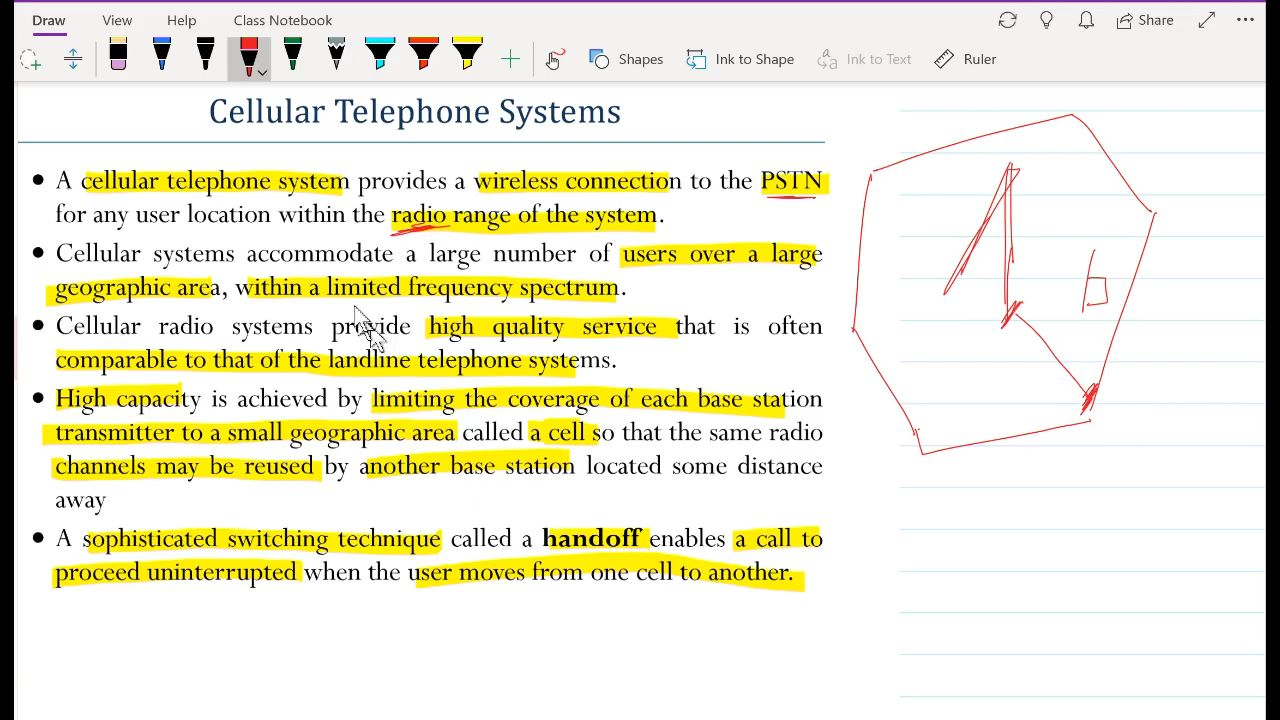 Draw View Help Class Notebook Share
Shapes Ink to Shape Ink to Text Ruler
Cellular Telephone Systems
• A cellular telephone system provides a wireless connection to the PSTN
for any user location within the radio range of the system.
• Cellular systems accommodate a large number of users over a large
geographic area, within a limited frequency spectrum.
• Cellular radio systems provide high quality service that is often
comparable to that of the landline telephone systems.
• High capacity is achieved by limiting the coverage of each base station
transmitter to a small geographic area called a cell so that the same radio
channels may be reused by another base station located some distance
away
• A sophisticated switching technique called a handoff enables a call to
proceed uninterrupted when the user moves from one cell to another.